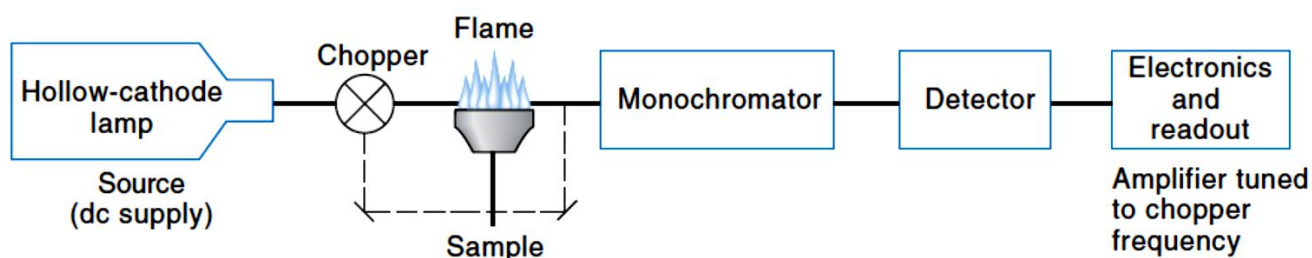 Hollow-cathode
lamp
Source
(dc supply)
Chopper
Flame
Sample
Monochromator
Detector
Electronics
and
readout
Amplifier tuned
to chopper
frequency